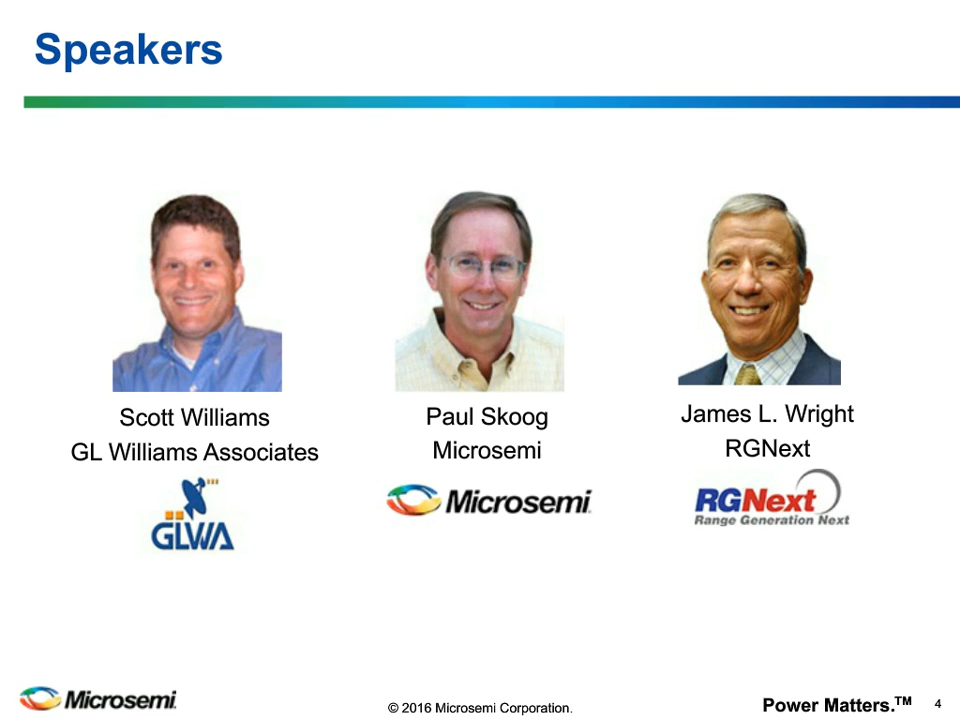 Speakers
Scott Williams
GL Williams Associates
GLWA
Paul Skoog
Microsemi
Microsemi
James L. Wright
RGNext
RGNext
Range Generation Next
Microsemi
© 2016 Microsemi Corporation.
Power Matters.™
4